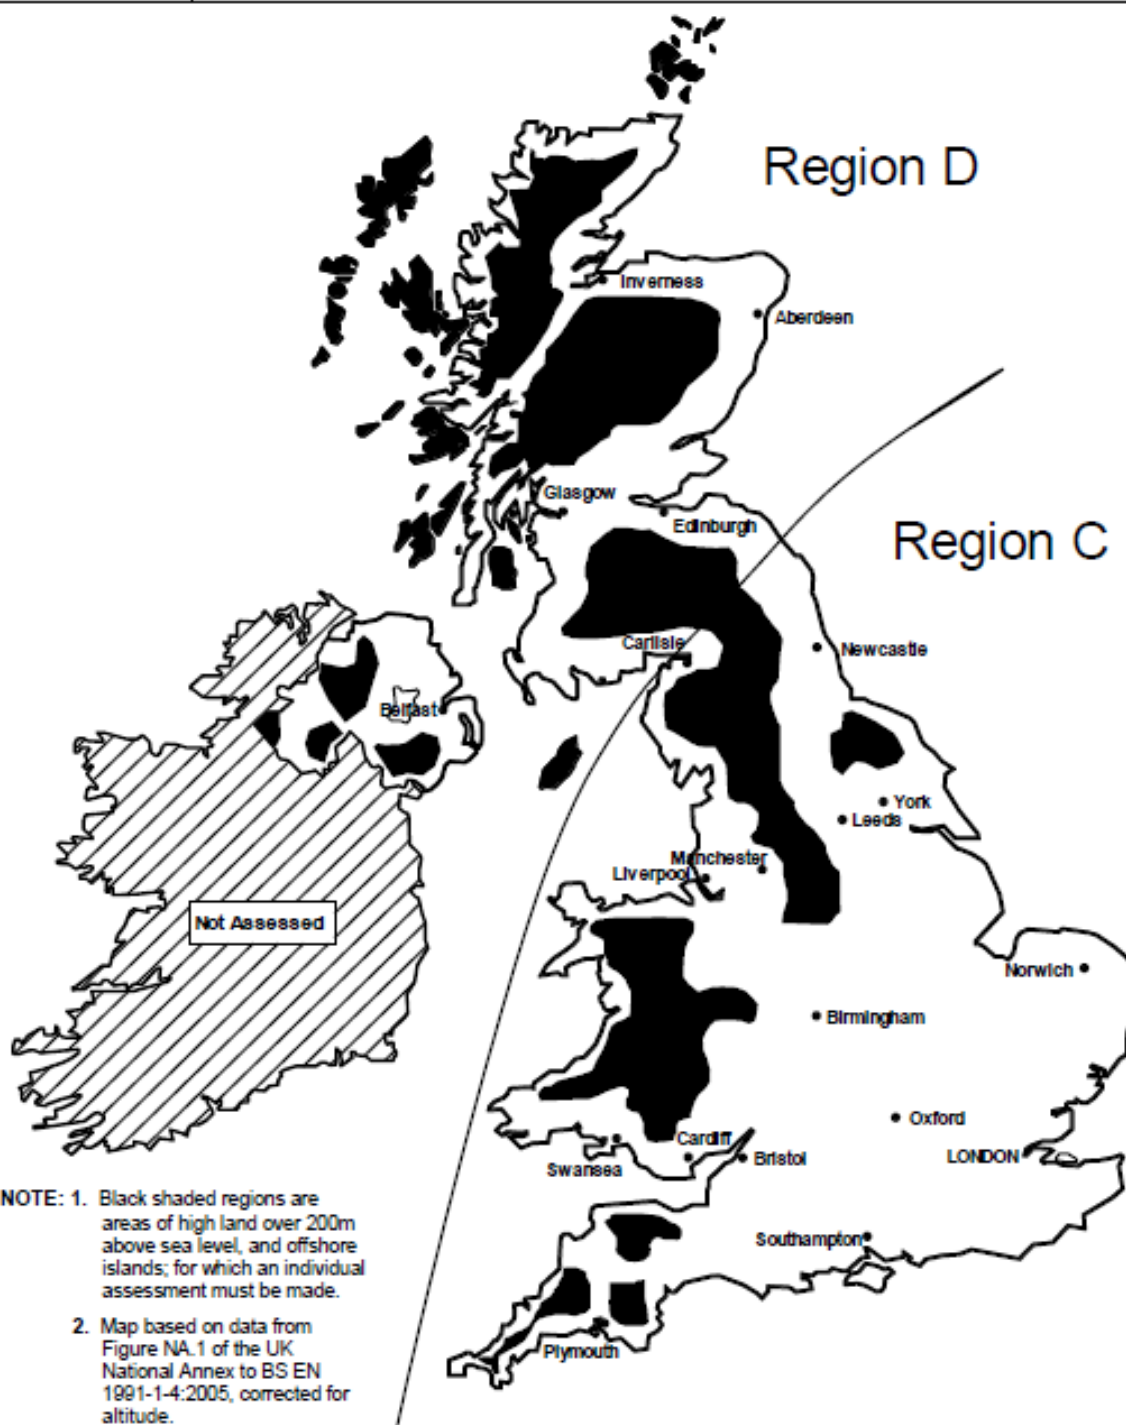 Region D
Inverness
Aberdeen
Glasgow
Edinburgh
Region C
Carlisle
Newcastle
Belfast
York
Leeds
Manchester
Liverpool
Not Assessed
Norwich
Birmingham
Oxford
Cardiff
LONDON
Swansea
Bristol
Southampton
Plymouth
NOTE: 1. Black shaded regions are
areas of high land over 200m
above sea level, and offshore
islands; for which an individual
assessment must be made.
2. Map based on data from
Figure NA.1 of the UK
National Annex to BS EN
1991-1-4:2005, corrected for
altitude.